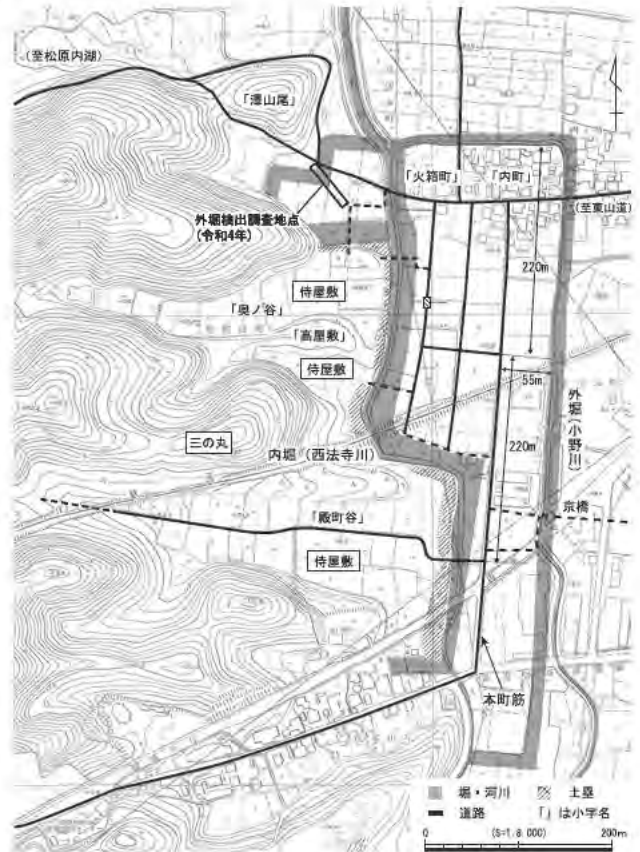 (至松原内湖)
「澤山尾」
「火箱町」
「内町」
(至東山道)
外堀検出調査地点
(令和4年)
220m
侍屋敷
「奥ノ谷」
「高屋敷」
侍屋敷
55m
220m
外堀(小野川)
三の丸
内堀(西法寺川)
京橋
「殿町谷」
侍屋敷
本町筋
堀・河川
土塁
道路
「」は小字名
0
(S=1:8,000)
200m